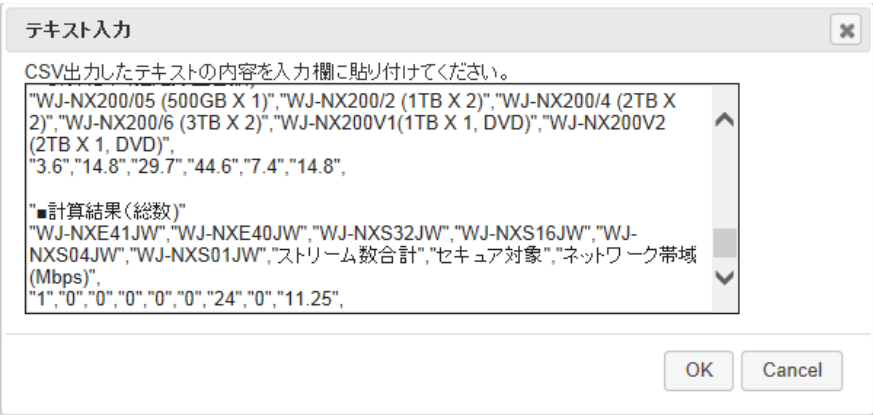 テキスト入力
CSV出力したテキストの内容を入力欄に貼り付けてください。
"WJ-NX200/05 (500GB X 1)","WJ-NX200/2 (1TB X 2)","WJ-NX200/4 (2TB X
2)","WJ-NX200/6 (3TB X 2)","WJ-NX200V1(1TB X 1, DVD)","WJ-NX200V2
(2TB X 1, DVD)",
"3.6","14.8","29.7","44.6","7.4","14.8",
"■計算結果(総数)"
"WJ-NXE41JW","WJ-NXE40JW","WJ-NXS32JW","WJ-NXS16JW","WJ-
NXS04JW","WJ-NXS01JW","ストリーム数合計","セキュア対象","ネットワーク帯域
(Mbps)",
"1","0","0","0","0","0","24","0","11.25",
OK
Cancel